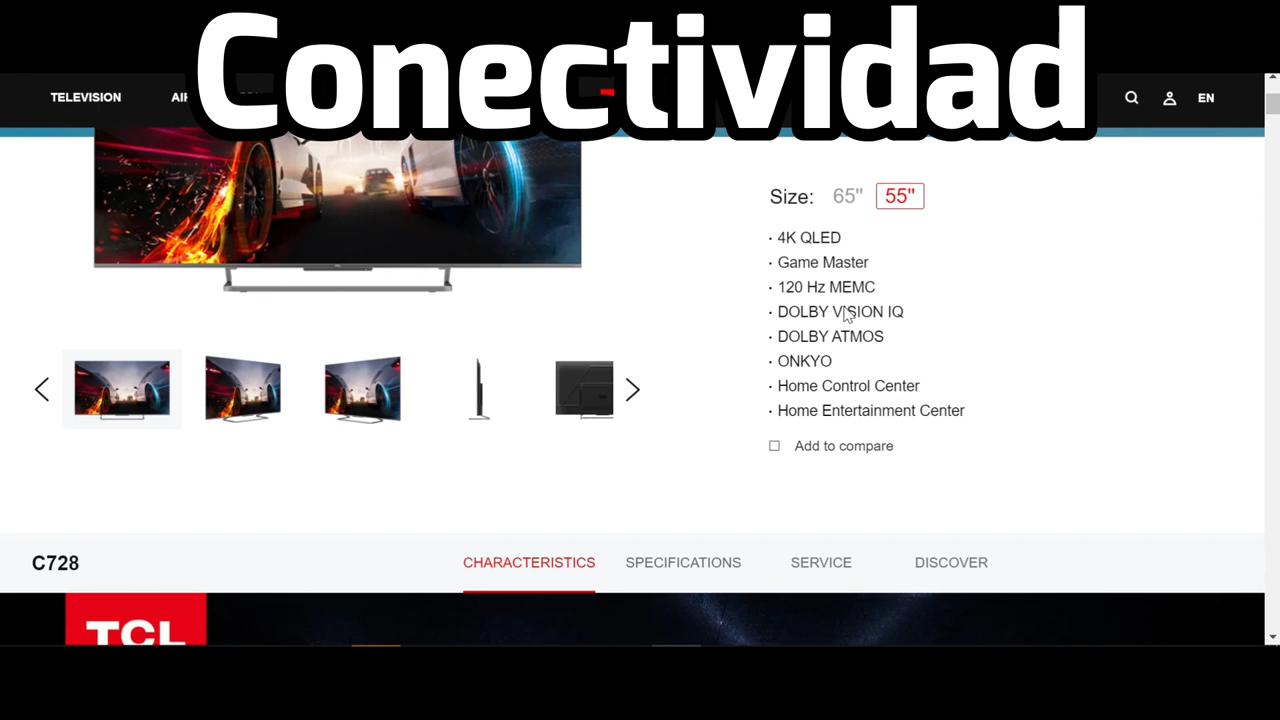 Conectividad
TELEVISION
EN
Size: 65" 55"
· 4K QLED
· Game Master
· 120 Hz MEMC
· DOLBY VISION IQ
· DOLBY ATMOS
· ONKYO
· Home Control Center
· Home Entertainment Center
Add to compare
C728
CHARACTERISTICS SPECIFICATIONS SERVICE DISCOVER
TCL